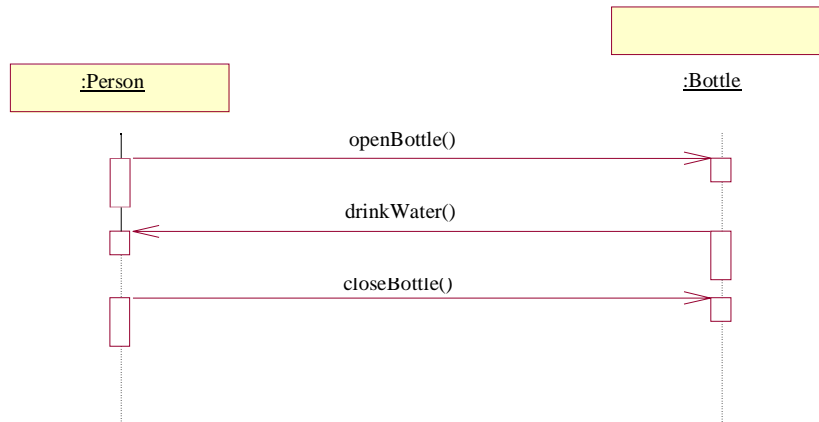 :Person
:Bottle
openBottle()
drinkWater()
closeBottle()